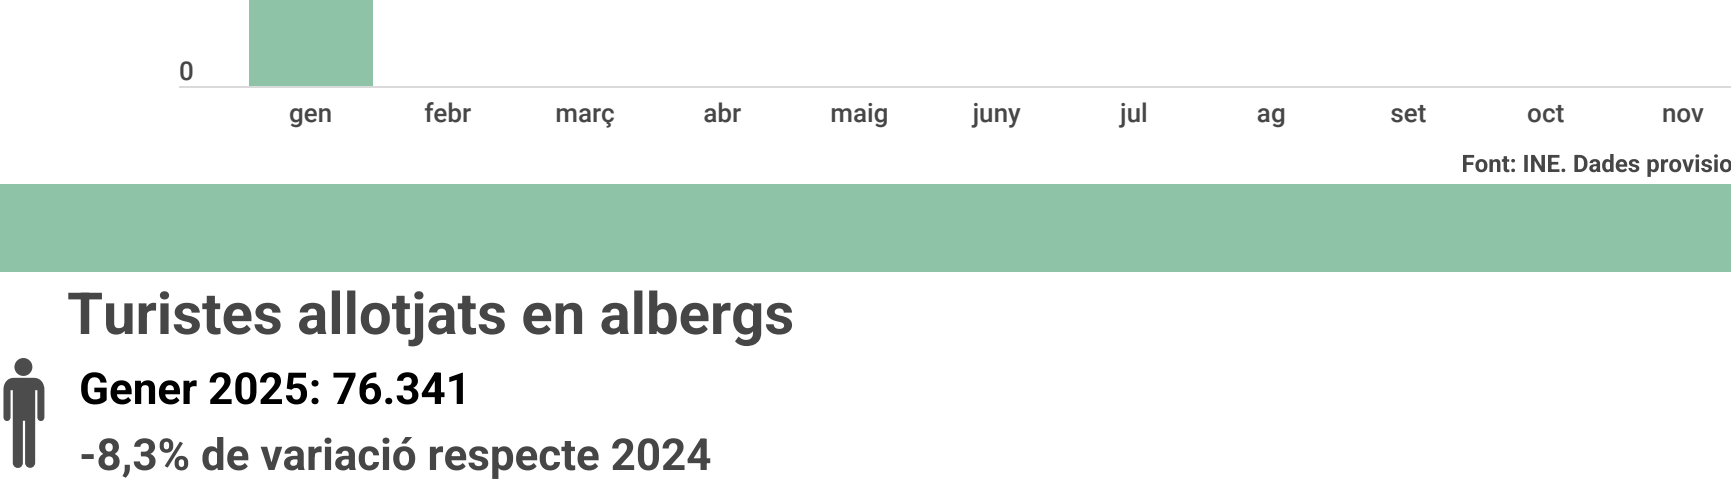 0
gen febr març abr maig juny jul ag set oct nov
Font: INE. Dades
Turistes allotjats en albergs
Gener 2025: 76.341
-8,3% de variació respecte 2024